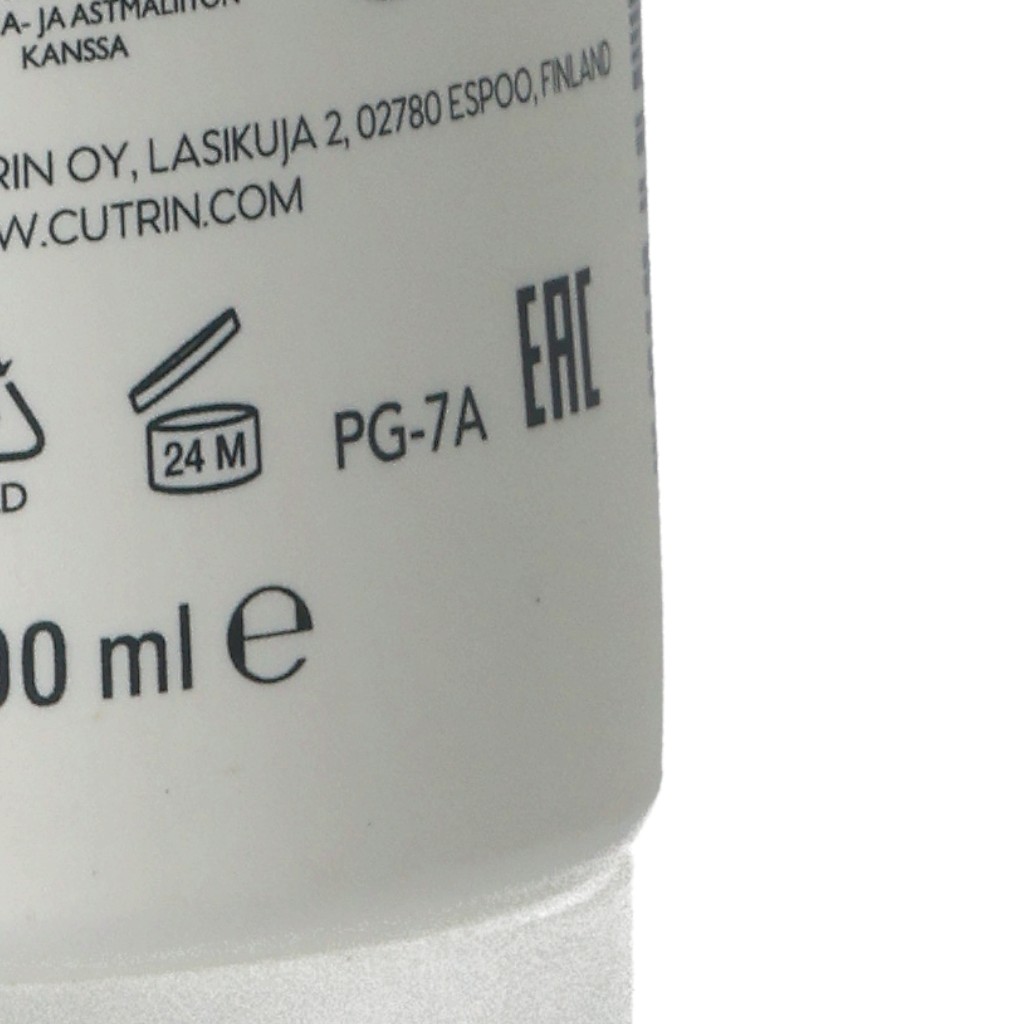 A- JA ASTMALIITON
KANSSA
RIN OY, LASIKUJA 2, 02780 ESPOO, FINLAND
W.CUTRIN.COM
24 M
PG-7A
EAC
D
00 ml e